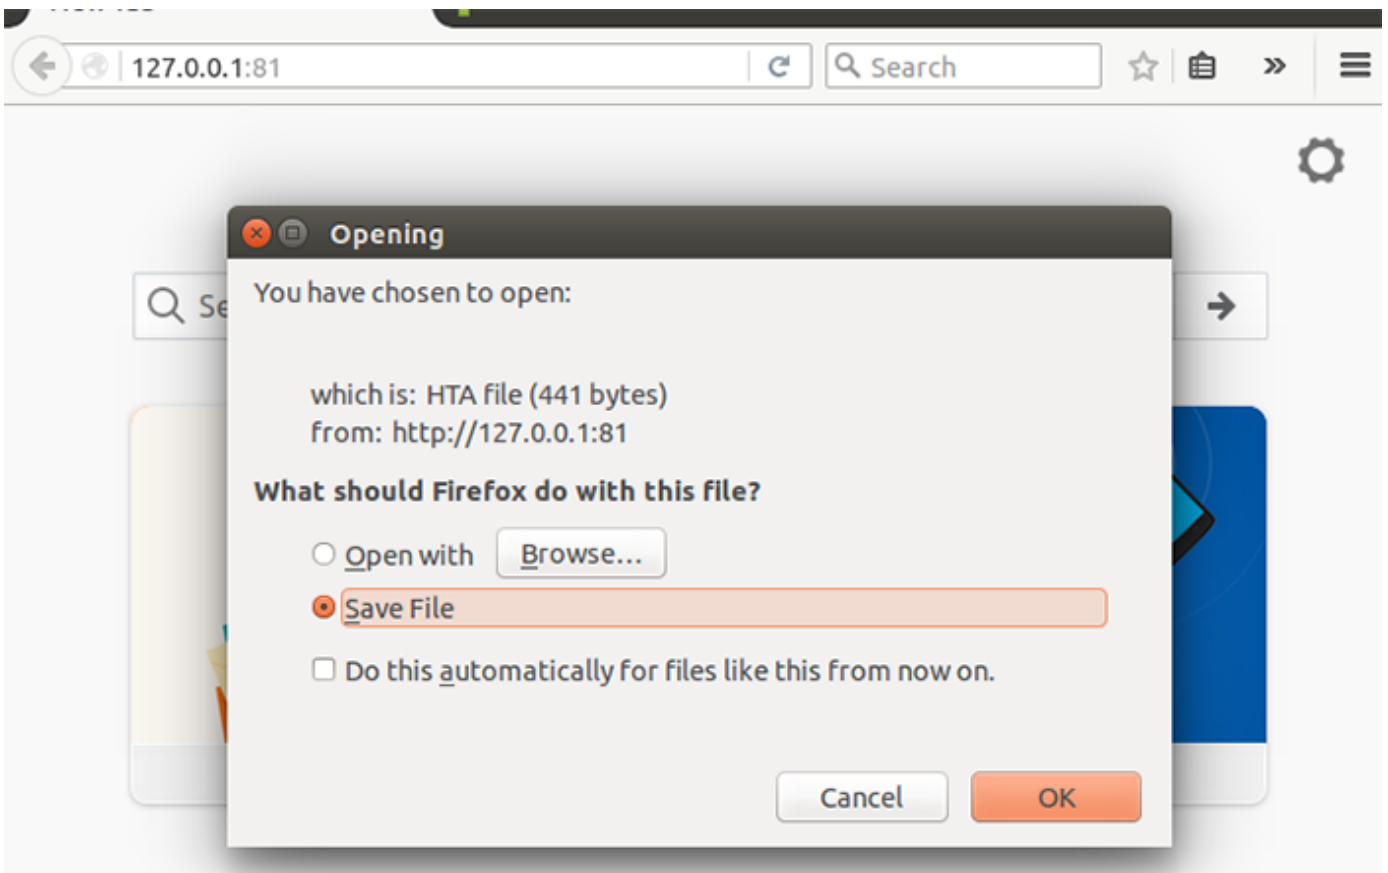 127.0.0.1:81
Search
Opening
You have chosen to open:
Se
which is: HTA file (441 bytes)
from: http://127.0.0.1:81
What should Firefox do with this file?
Open with Browse...
Save File
Do this automatically for files like this from now on.
Cancel OK